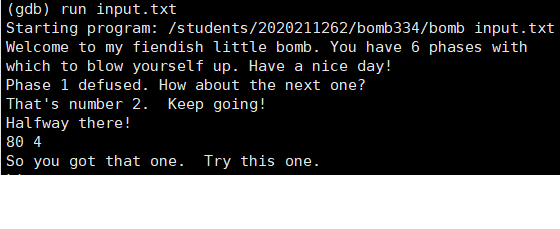 (gdb) run input.txt
Starting program: /students/2020211262/bomb334/bomb input.txt
Welcome to my fiendish little bomb. You have 6 phases with
which to blow yourself up. Have a nice day!
Phase 1 defused. How about the next one?
That's number 2.  Keep going!
Halfway there!
80 4
So you got that one.  Try this one.